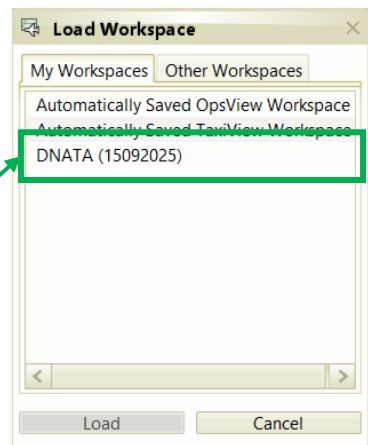 Load Workspace
My Workspaces Other Workspaces
Automatically Saved OpsView Workspace
Automatically Saved TaxiView Workspace
DNATA (15092025)
Load Cancel